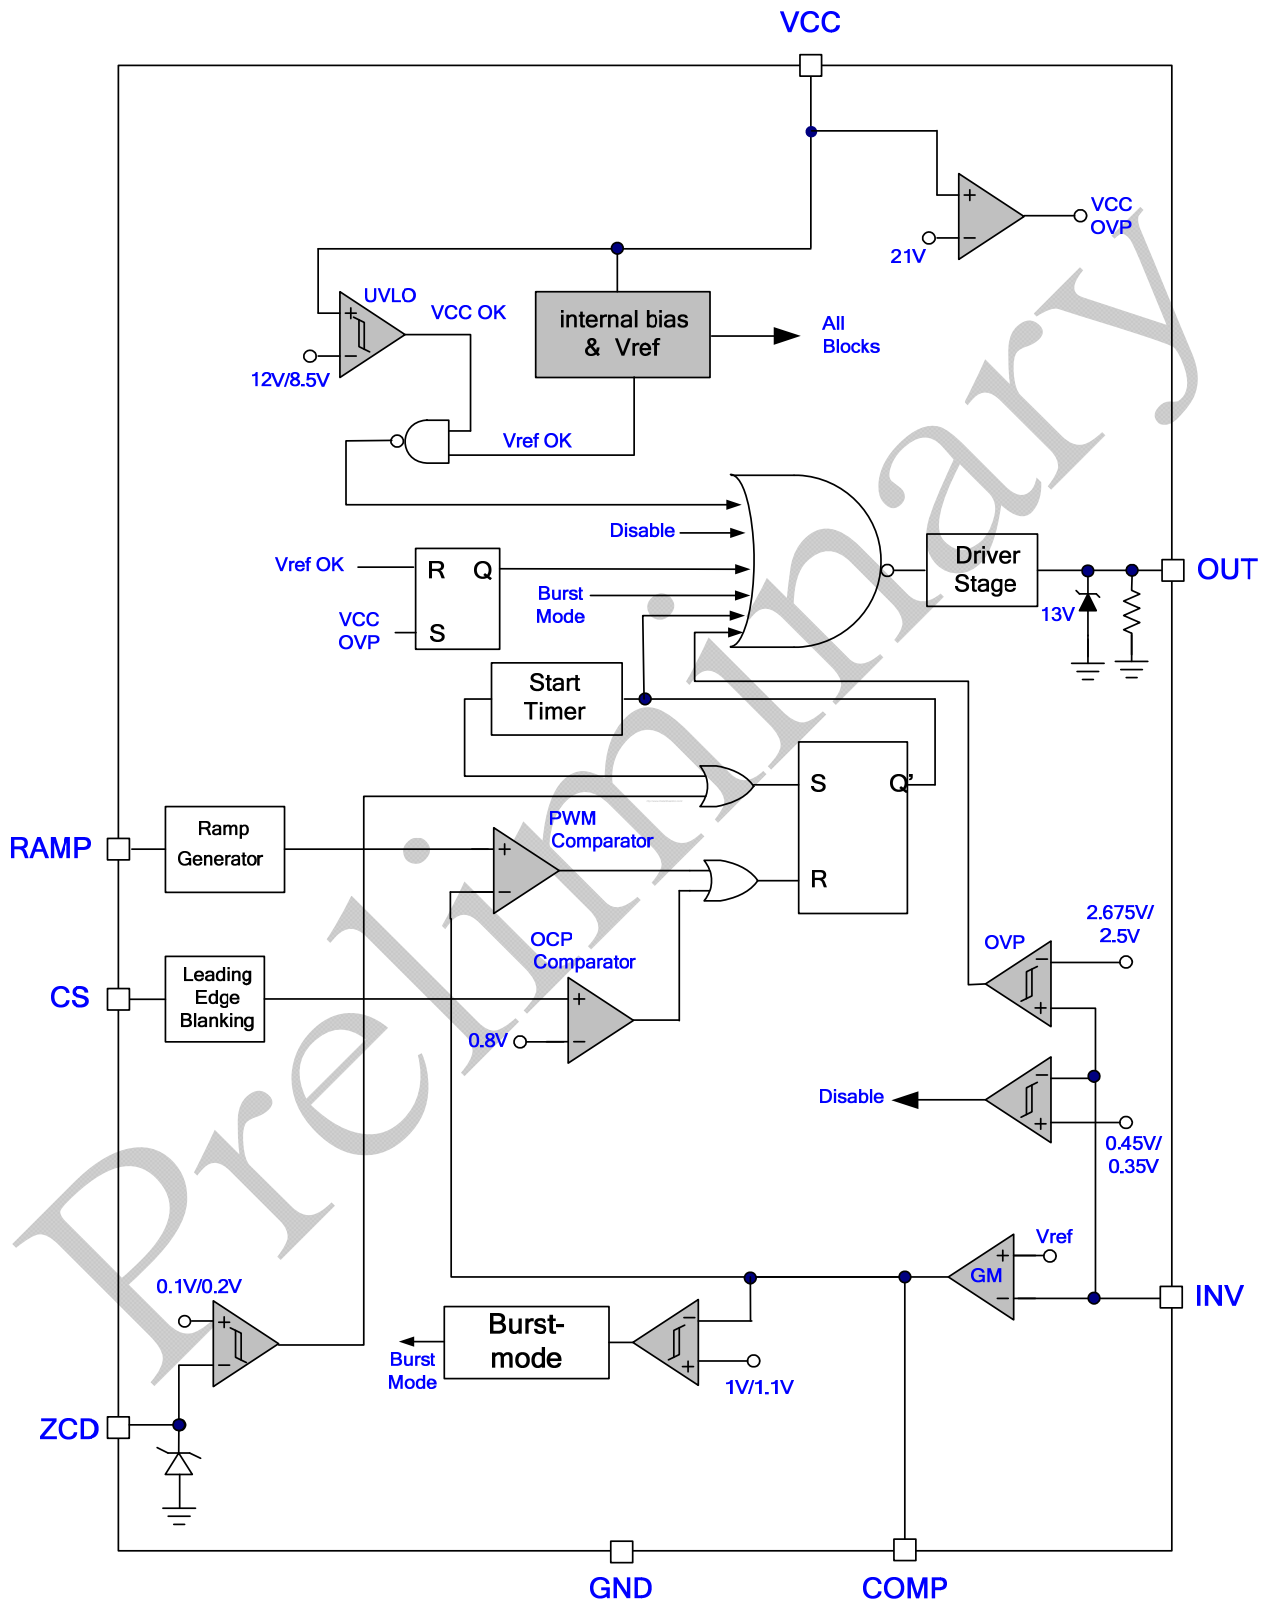 VCC
VCC
OVP
+
−
21V
UVLO
VCC OK
+
−
12V/8.5V
internal bias
& Vref
All
Blocks
Vref OK
Disable
Vref OK
R Q
S
VCC
OVP
Burst
Mode
Driver
Stage
OUT
13V
Start
Timer
S Q'
R
RAMP
Ramp
Generator
PWM
Comparator
+
−
OCP
Comparator
CS
Leading
Edge
Blanking
+
−
0.8V
2.675V/
2.5V
OVP
−
+
Disable
−
+
0.45V/
0.35V
Vref
+
GM
−
INV
0.1V/0.2V
+
−
Burst-
mode
Burst
Mode
−
+
1V/1.1V
ZCD
GND
COMP
Preliminary